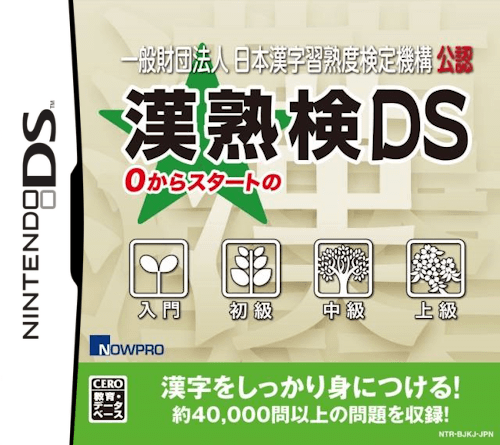 一般財団法人 日本漢字習熟度検定機構 公認
0からスタートの
漢熟検DS
NINTENDO DS™
入門
初級
中級
上級
NOWPRO
CERO
教育・データベース
漢字をしっかり身につける!
約40,000問以上の問題を収録!
NTR-BJKJ-JPN